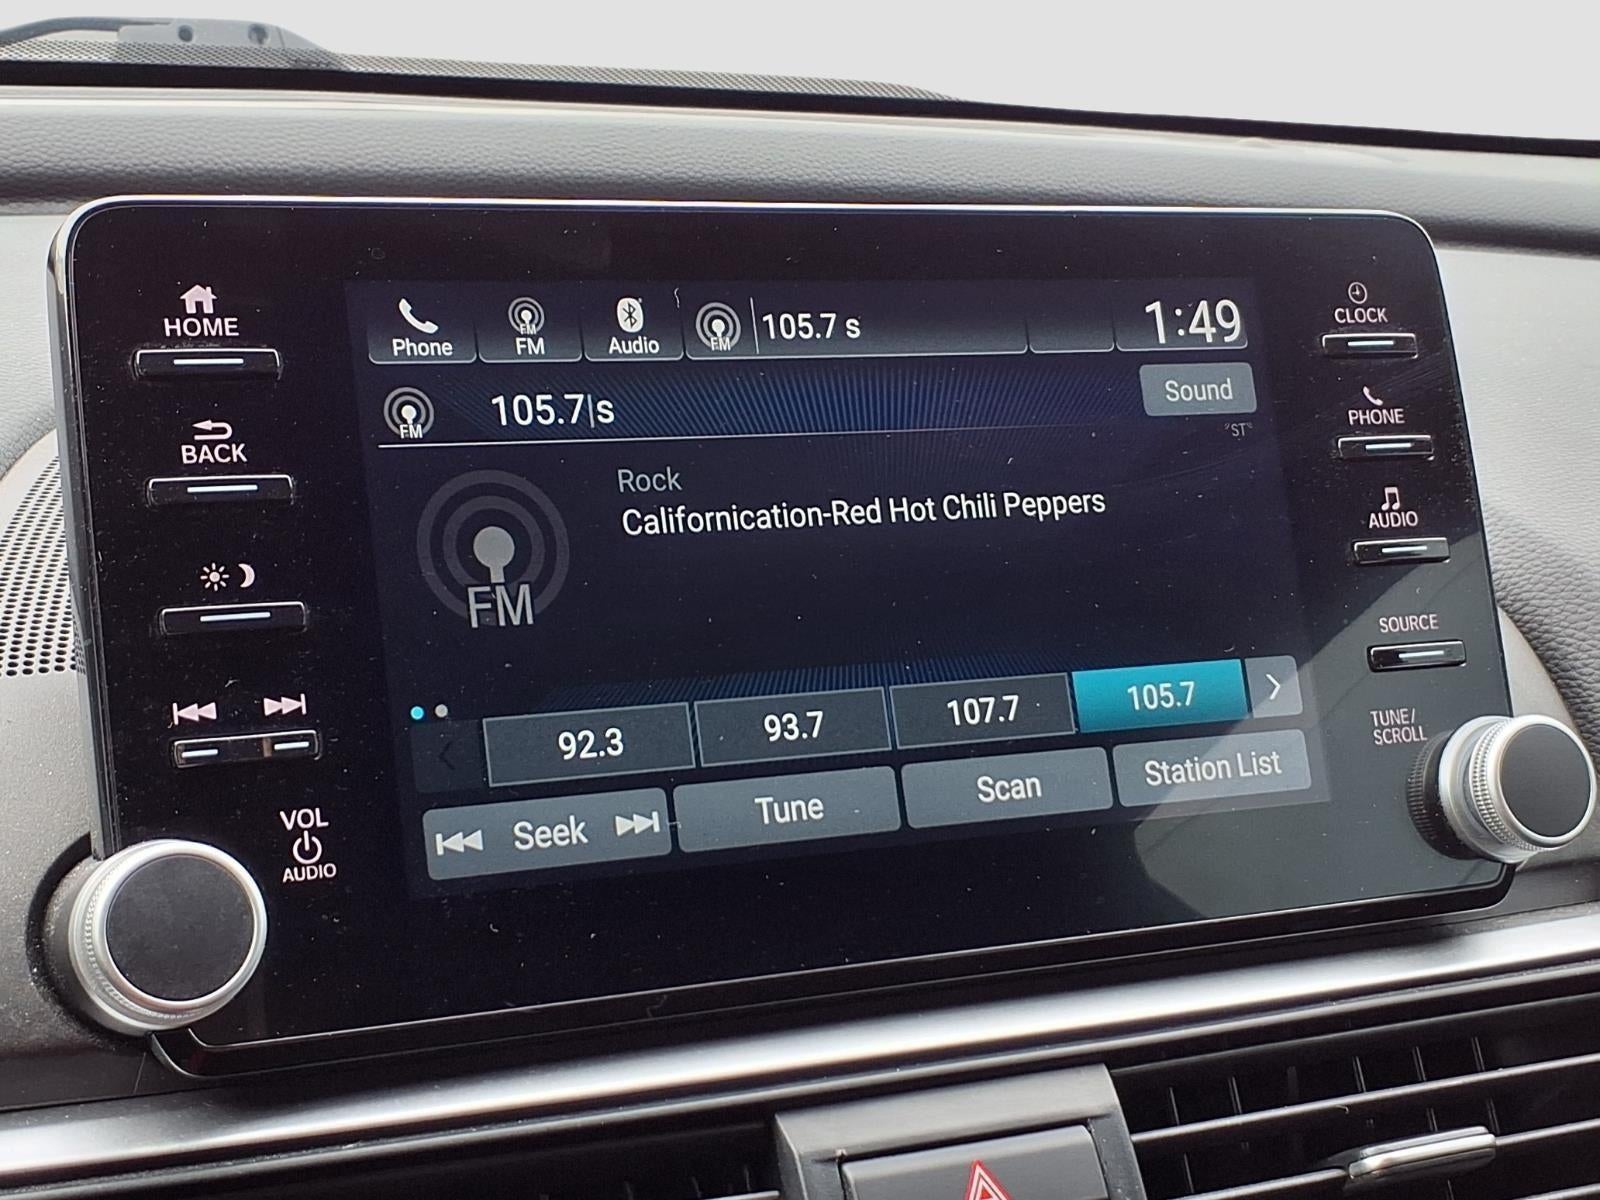 HOME
BACK
VOL
AUDIO
Phone
FM
FM
Audio
FM
105.7 s
1:49
FM
105.7|s
Sound
"ST"
FM
Rock
Californication-Red Hot Chili Peppers
92.3
93.7
107.7
105.7
Seek
Tune
Scan
Station List
CLOCK
PHONE
AUDIO
SOURCE
TUNE/
SCROLL